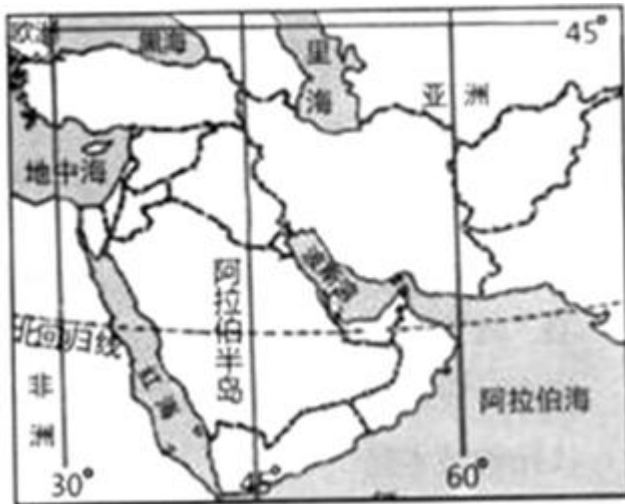 欧洲
黑海
里海
45°
亚洲
地中海
波斯湾
阿拉伯半岛
北回归线
红海
非洲
阿拉伯海
30°
45°
60°